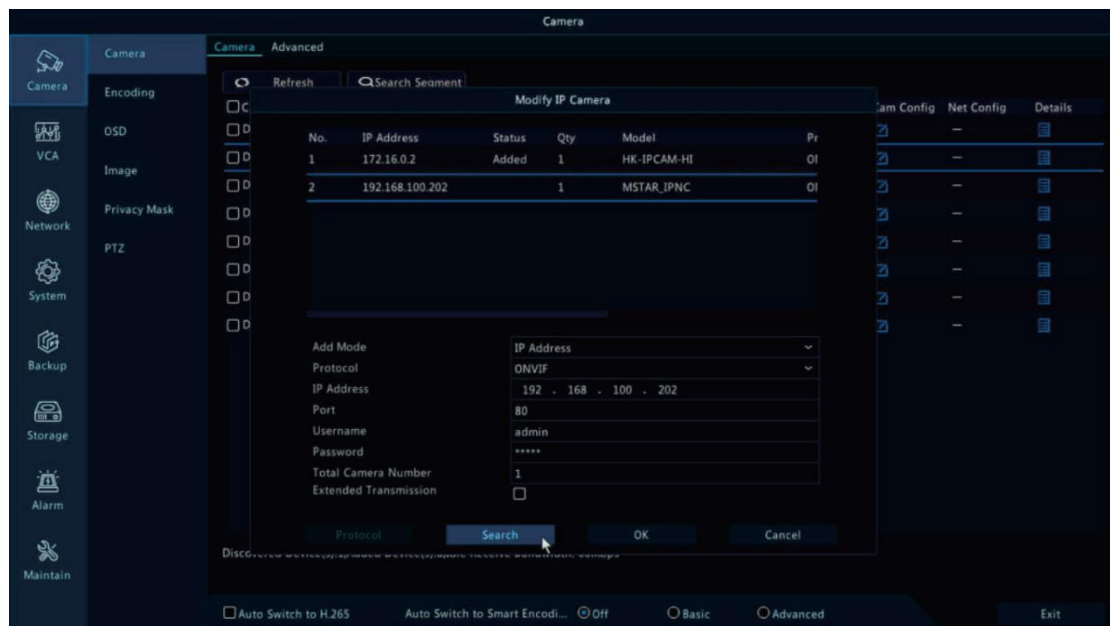 Camera
Camera
VCA
Network
System
Backup
Storage
Alarm
Maintain
Camera
Encoding
OSD
Image
Privacy Mask
PTZ
Camera Advanced
Refresh Search Segment
Cam Config Net Config Details
Modify IP Camera
No. IP Address Status Qty Model Pr
1 172.16.0.2 Added 1 HK-IPCAM-HI
2 192.168.100.202 1 MSTAR_IPNC
Add Mode IP Address
Protocol ONVIF
IP Address 192 . 168 . 100 . 202
Port 80
Username admin
Password *****
Total Camera Number 1
Extended Transmission
Protocol Search OK Cancel
Auto Switch to H.265 Auto Switch to Smart Encodi... Off Basic Advanced Exit